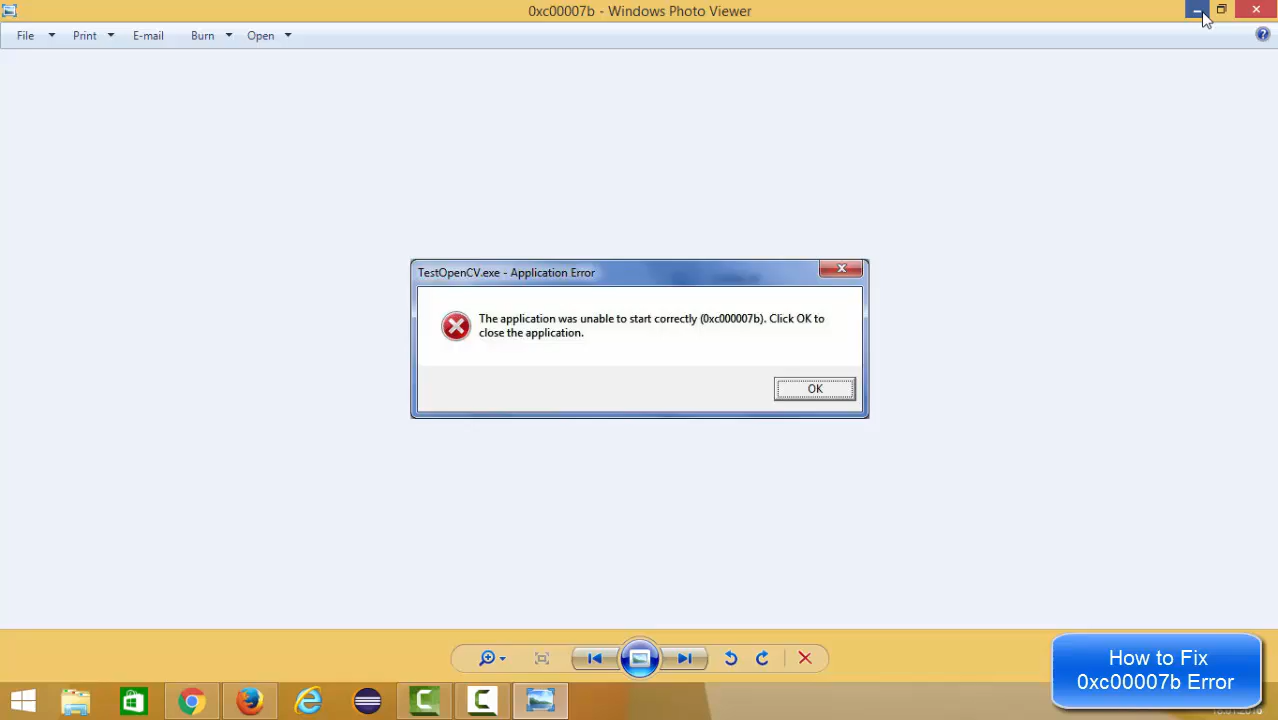 0xc00007b - Windows Photo Viewer
File Print E-mail Burn Open
TestOpenCV.exe - Application Error
The application was unable to start correctly (0xc000007b). Click OK to
close the application.
OK
How to Fix
0xc00007b Error